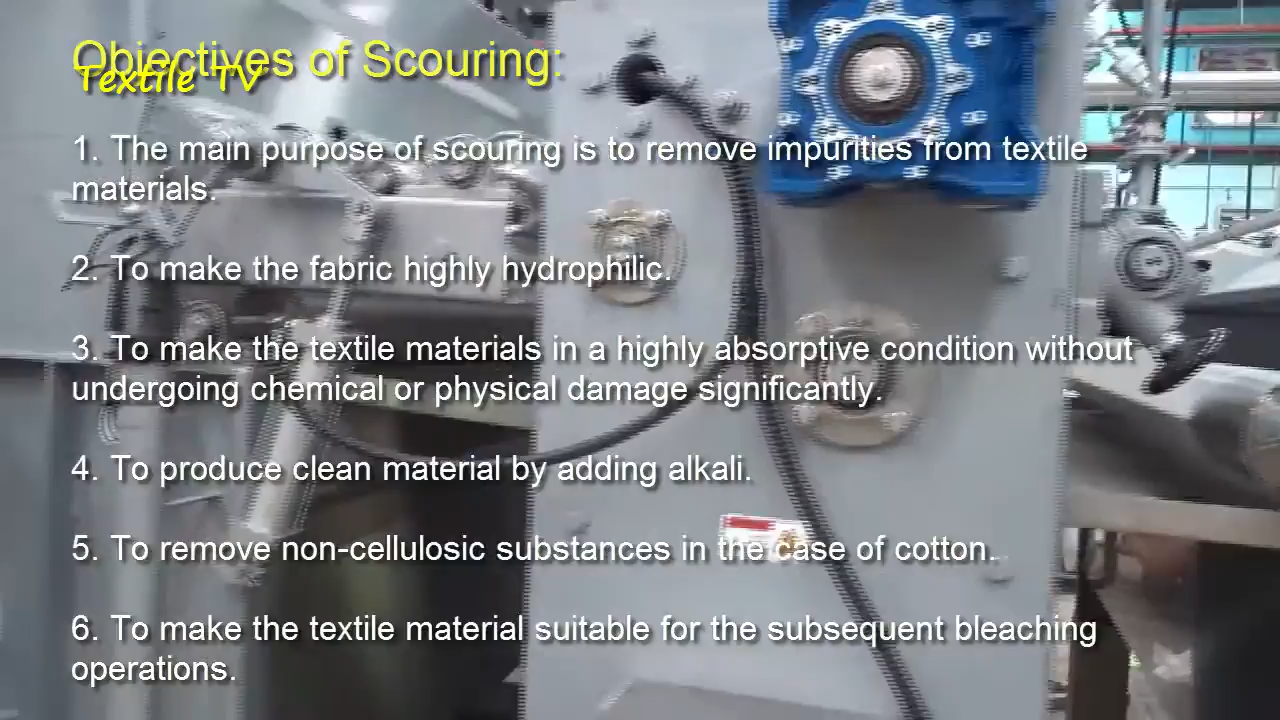 Objectives of Scouring:
Textile TV
1. The main purpose of scouring is to remove impurities from textile
materials.
2. To make the fabric highly hydrophilic.
3. To make the textile materials in a highly absorptive condition without
undergoing chemical or physical damage significantly.
4. To produce clean material by adding alkali.
5. To remove non-cellulosic substances in the case of cotton.
6. To make the textile material suitable for the subsequent bleaching
operations.